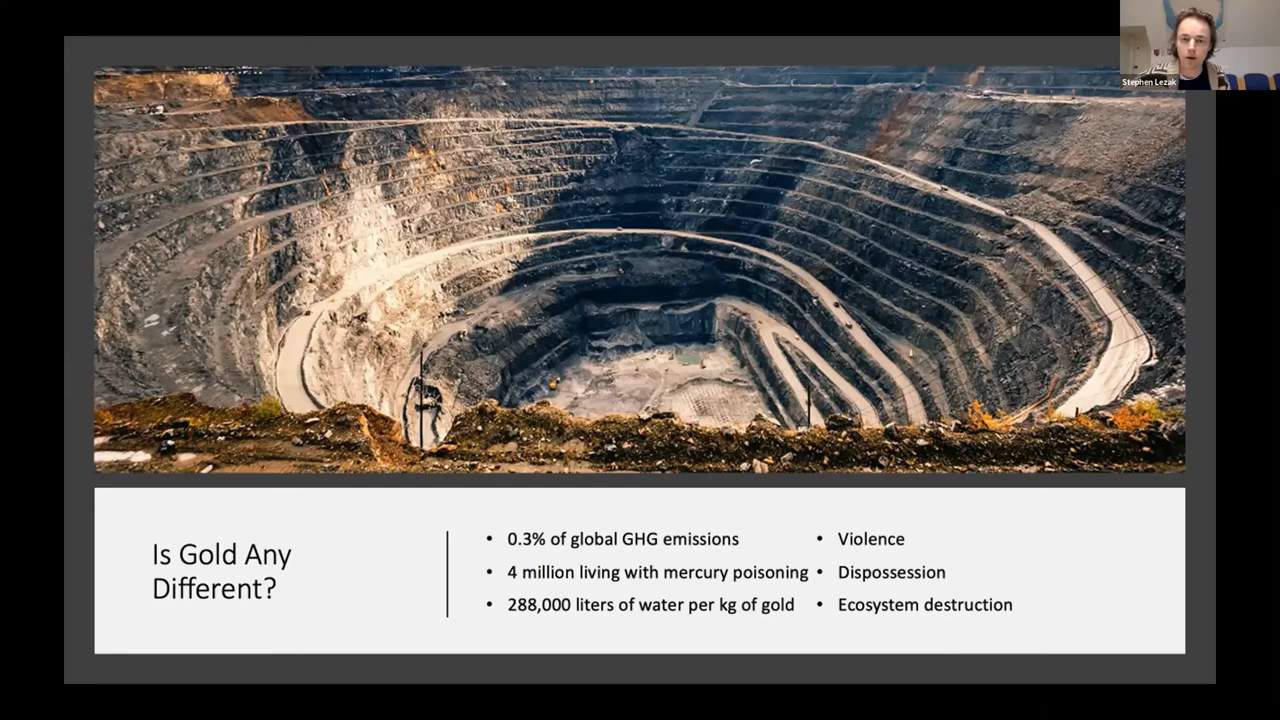 Stephen Lezak
Is Gold Any
Different?
• 0.3% of global GHG emissions
• 4 million living with mercury poisoning
• 288,000 liters of water per kg of gold
• Violence
• Dispossession
• Ecosystem destruction